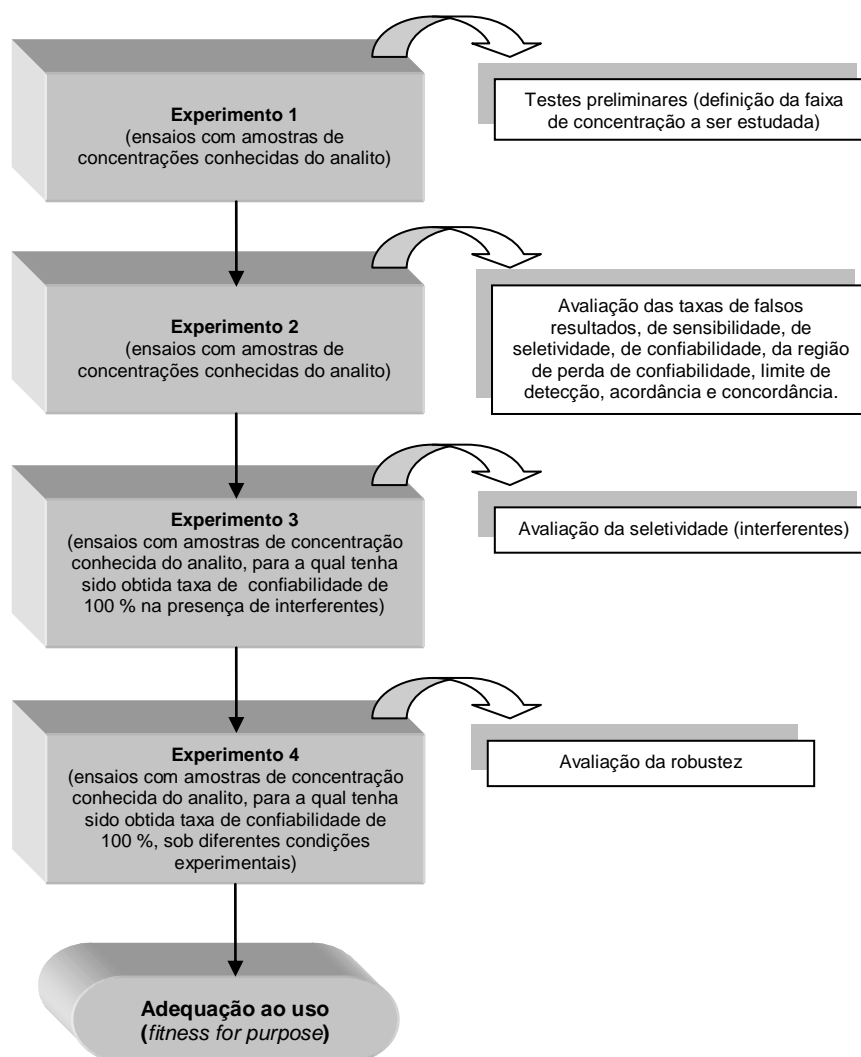 Experimento 1
(ensaios com amostras de
concentrações conhecidas do analito)
Testes preliminares (definição da faixa
de concentração a ser estudada)
Experimento 2
(ensaios com amostras de
concentrações conhecidas do analito)
Avaliação das taxas de falsos
resultados, de sensibilidade, de
seletividade, de confiabilidade, da região
de perda de confiabilidade, limite de
detecção, acordância e concordância.
Experimento 3
(ensaios com amostras de concentração
conhecida do analito, para a qual tenha
sido obtida taxa de confiabilidade de
100 % na presença de interferentes)
Avaliação da seletividade (interferentes)
Experimento 4
(ensaios com amostras de concentração
conhecida do analito, para a qual tenha
sido obtida taxa de confiabilidade de
100 %, sob diferentes condições
experimentais)
Avaliação da robustez
Adequação ao uso
(fitness for purpose)